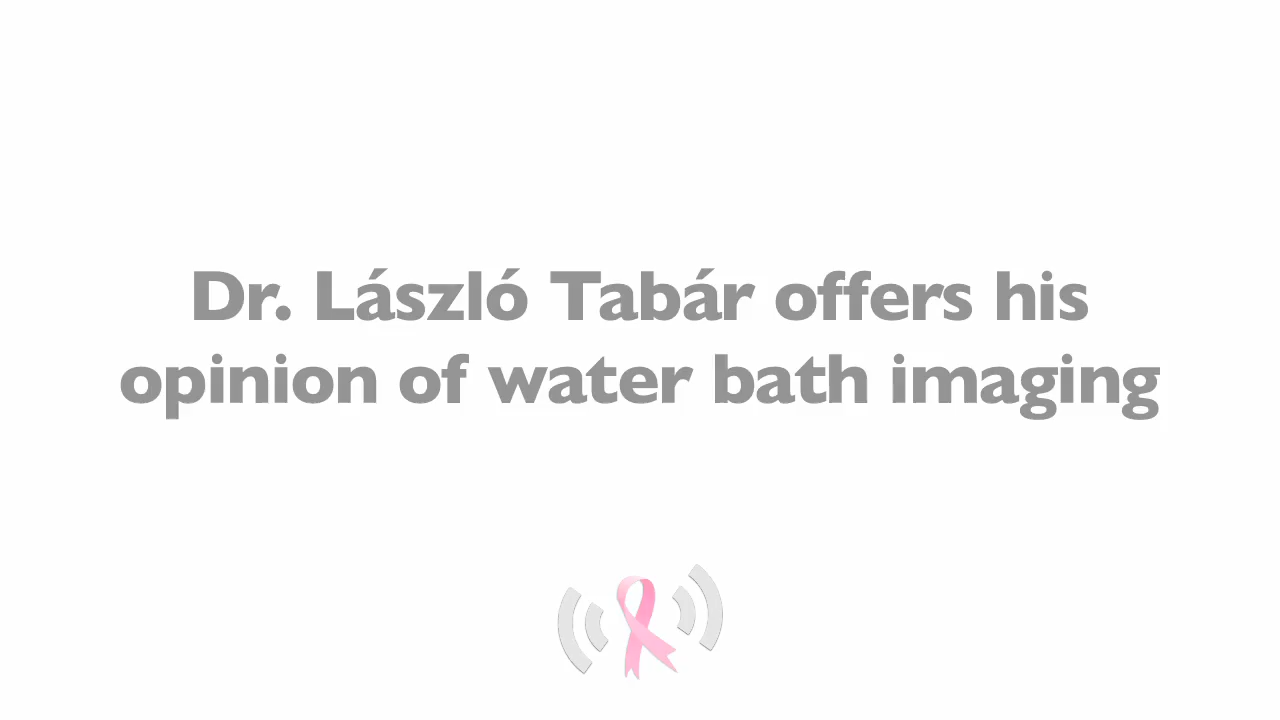 Dr. László Tabár offers his
opinion of water bath imaging